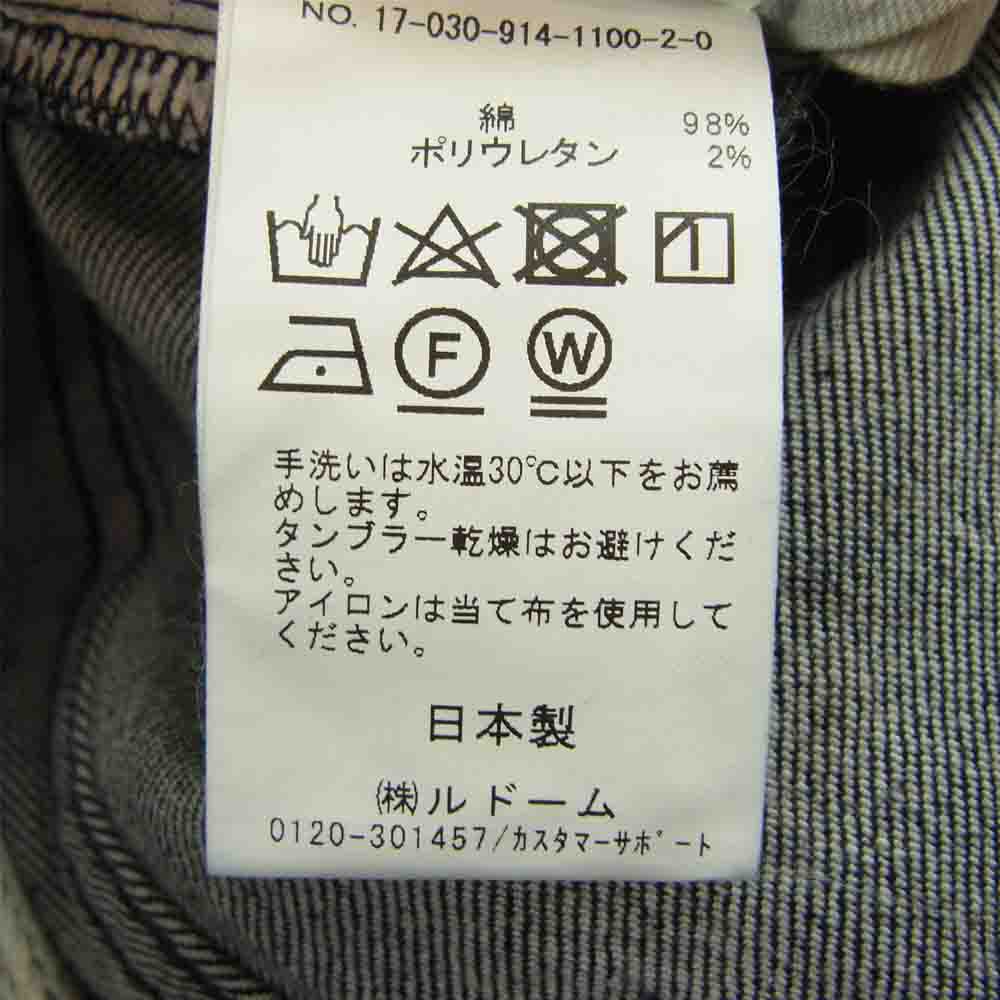 NO. 17-030-914-1100-2-0
綿 98%
ポリウレタン 2%
F
W
手洗いは水温30℃以下をお薦
めします。
タンブラー乾燥はお避けくだ
さい。
アイロンは当て布を使用して
ください。
日本製
(株)ルドーム
0120-301457/カスタマーサポート